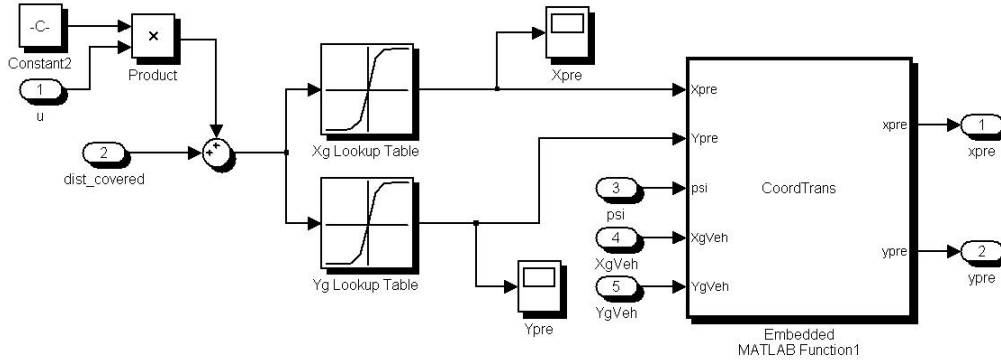 -C-
Constant2
×
Product
1
u
2
dist_covered
Xg Lookup Table
Yg Lookup Table
Xpre
Ypre
3
psi
4
XgVeh
5
YgVeh
Xpre
Ypre
psi
XgVeh
YgVeh
CoordTrans
xpre
ypre
Embedded
MATLAB Function1
1
xpre
2
ypre